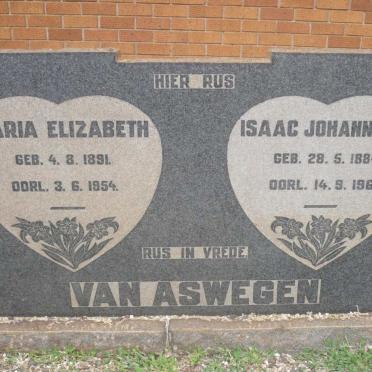 HIER RUS
ARIA ELIZABETH
GEB. 4. 8. 1891.
OORL. 3. 6. 1954.
ISAAC JOHANN
GEB. 28. 5. 188
OORL. 14. 9. 196
RUS IN VREDE
VAN ASWEGEN